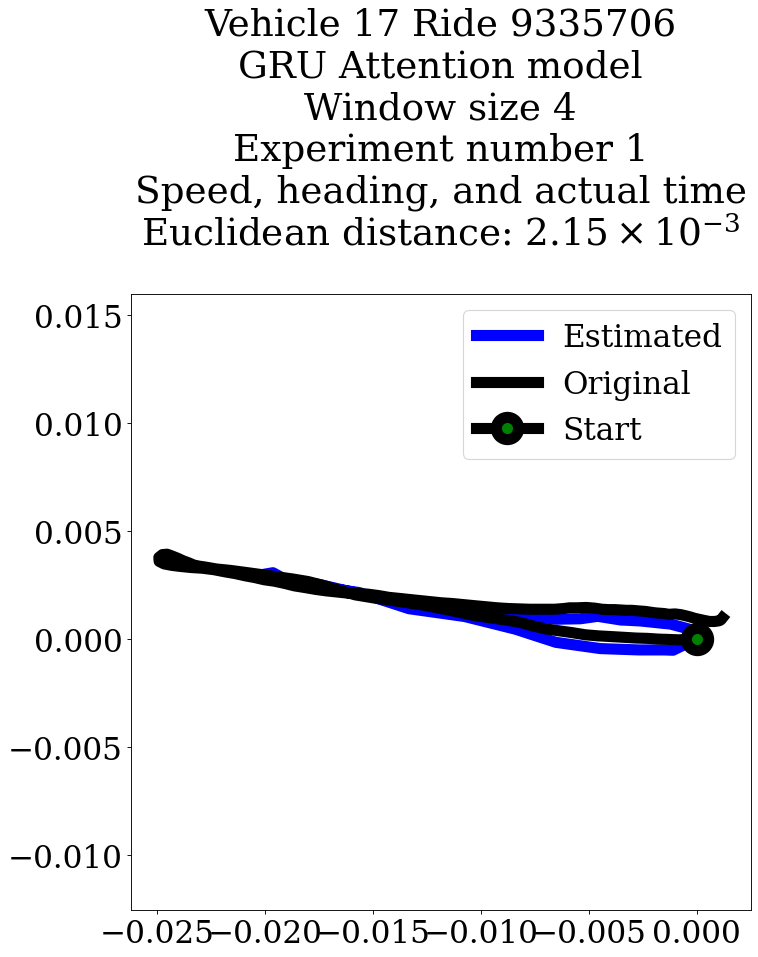 Vehicle 17 Ride 9335706
GRU Attention model
Window size 4
Experiment number 1
Speed, heading, and actual time
Euclidean distance: 2.15 × 10⁻³
Estimated
Original
Start
0.015
0.010
0.005
0.000
−0.005
−0.010
−0.025 −0.020 −0.015 −0.010 −0.005 0.000